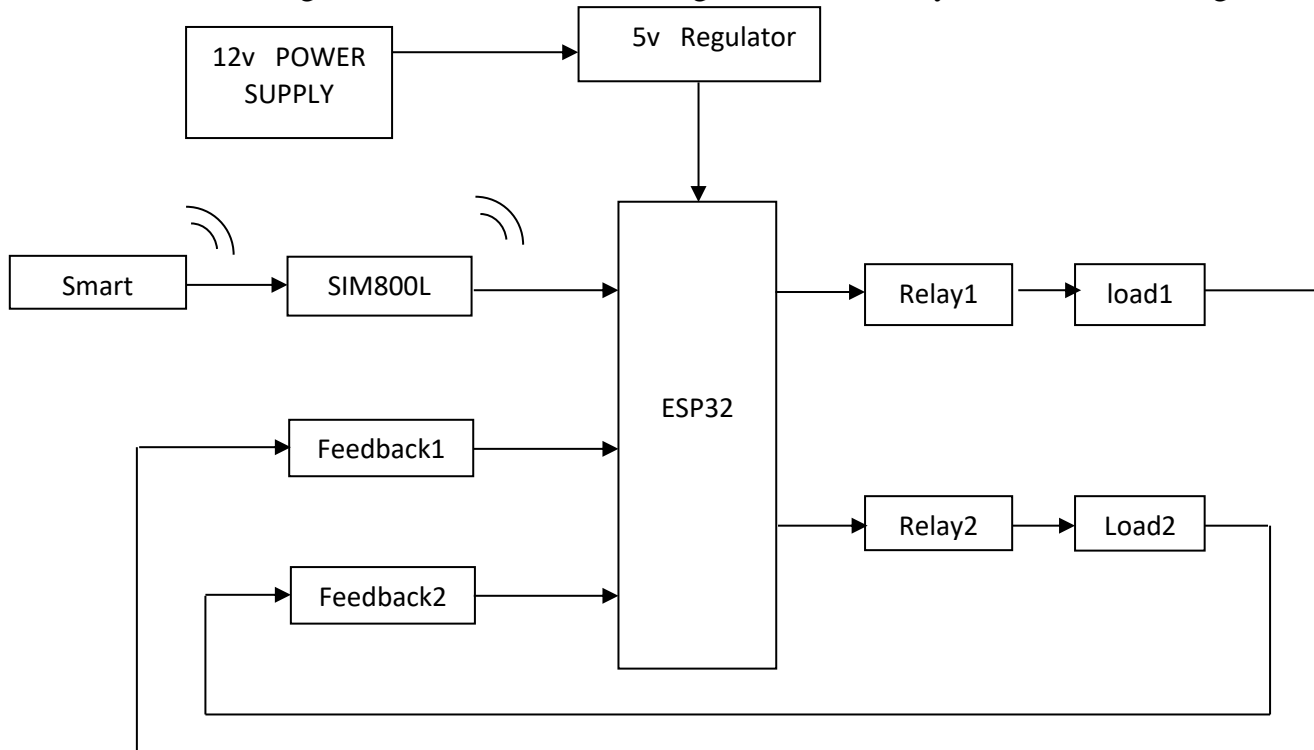 5v Regulator
12v POWER
SUPPLY
Smart
SIM800L
Relay1
load1
ESP32
Feedback1
Relay2
Load2
Feedback2